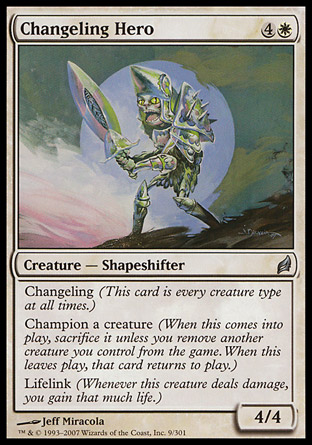 Changeling Hero 4
Creature — Shapeshifter
Changeling (This card is every creature type
at all times.)
Champion a creature (When this comes into
play, sacrifice it unless you remove another
creature you control from the game. When this
leaves play, that card returns to play.)
Lifelink (Whenever this creature deals damage,
you gain that much life.)
4/4
Jeff Miracola
™ & © 1993–2007 Wizards of the Coast, Inc. 9/301